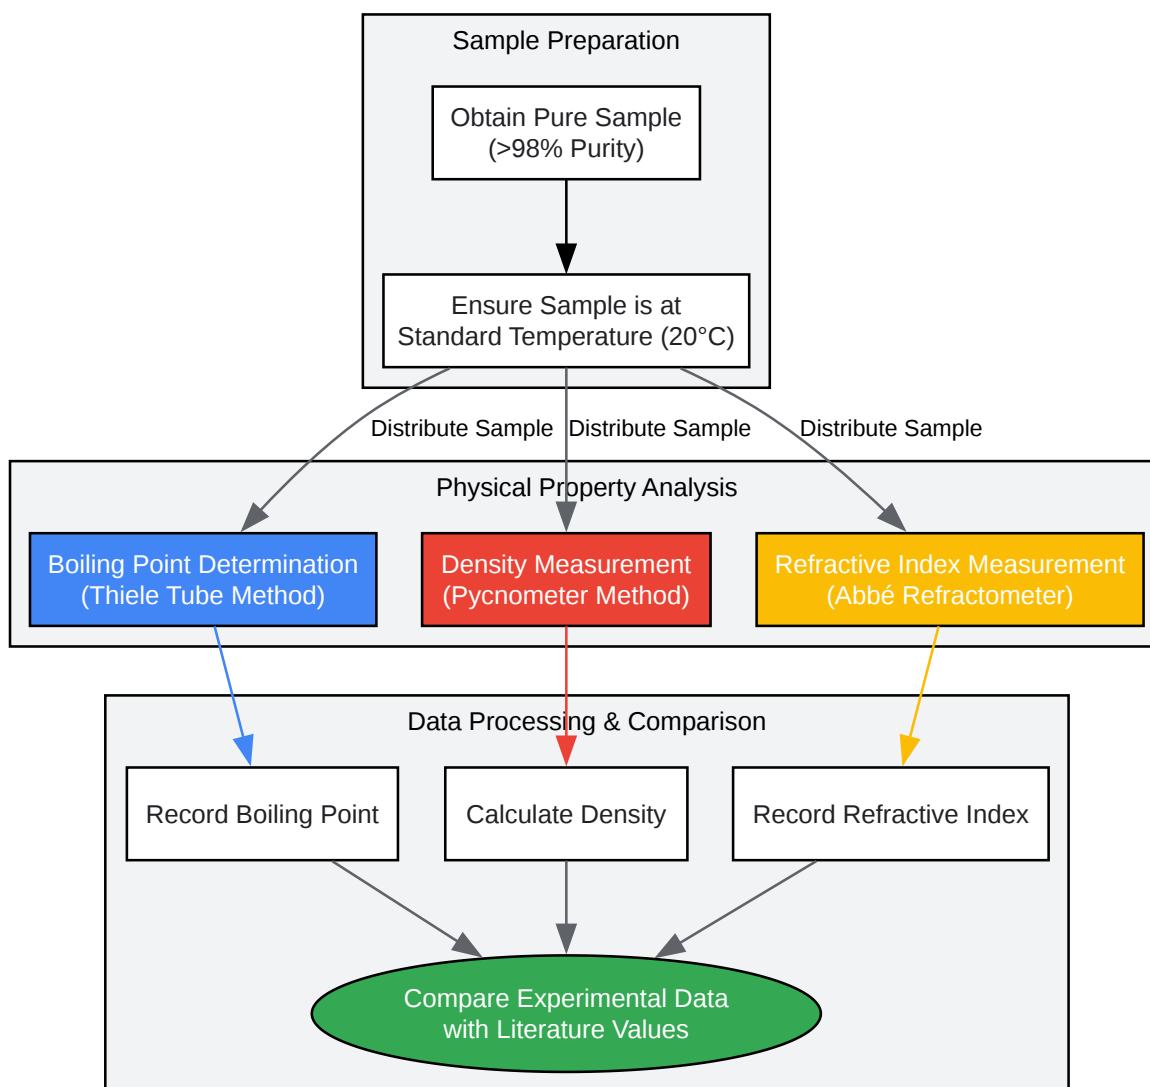 Sample Preparation
Obtain Pure Sample
(>98% Purity)
Ensure Sample is at
Standard Temperature (20°C)
Distribute Sample
Distribute Sample
Distribute Sample
Physical Property Analysis
Boiling Point Determination
(Thiele Tube Method)
Density Measurement
(Pycnometer Method)
Refractive Index Measurement
(Abbé Refractometer)
Data Processing & Comparison
Record Boiling Point
Calculate Density
Record Refractive Index
Compare Experimental Data
with Literature Values